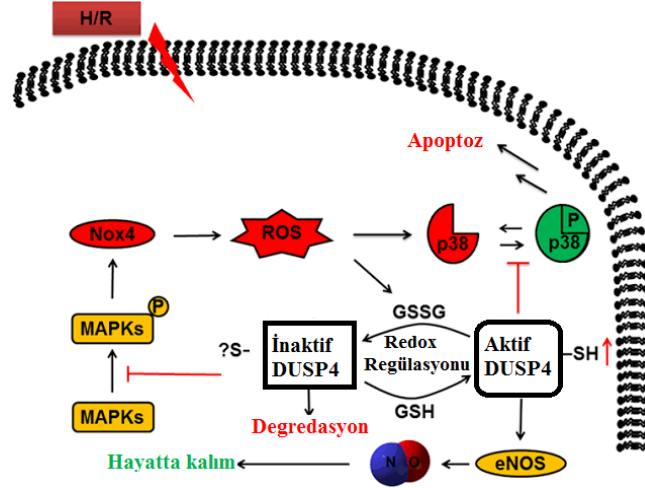 H/R
Apoptoz
Nox4
ROS
p38
P
p38
P
MAPKs
GSSG
?S-
İnaktif
DUSP4
Redox
Regülasyonu
Aktif
DUSP4
-SH
MAPKs
GSH
Degredasyon
Hayatta kalım
N
O
eNOS